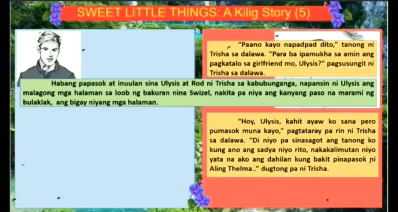 SWEET LITTLE THINGS: A Kilig Story (5)
"Paano kayo napadpad dito," tanong ni
Trisha sa dalawa. "Para ba ipamukha sa amin ang
pagkatalo sa girlfriend mo, Ulysis?" pagsusungit ni
Trisha sa dalawa.
Habang papasok at inuulan sina Ulysis at Rod ni Trisha sa kabubunganga, napansin ni Ulysis ang
malagong mga halaman sa loob ng bakuran nina Swizel, nakita pa niya ang kanyang paso na marami ng
bulaklak, ang bigay niyang mga halaman.
"Hoy, Ulysis, kahit ayaw ko sana pero
pumasok muna kayo," pagtataray pa rin ni Trisha
sa dalawa. "Di niyo pa sinasagot ang tanong ko
kung ano ang sadya niyo rito, nakakalimutan niyo
yata na ako ang dahilan kung bakit pinapasok ni
Aling Thelma.." dugtong pa ni Trisha.